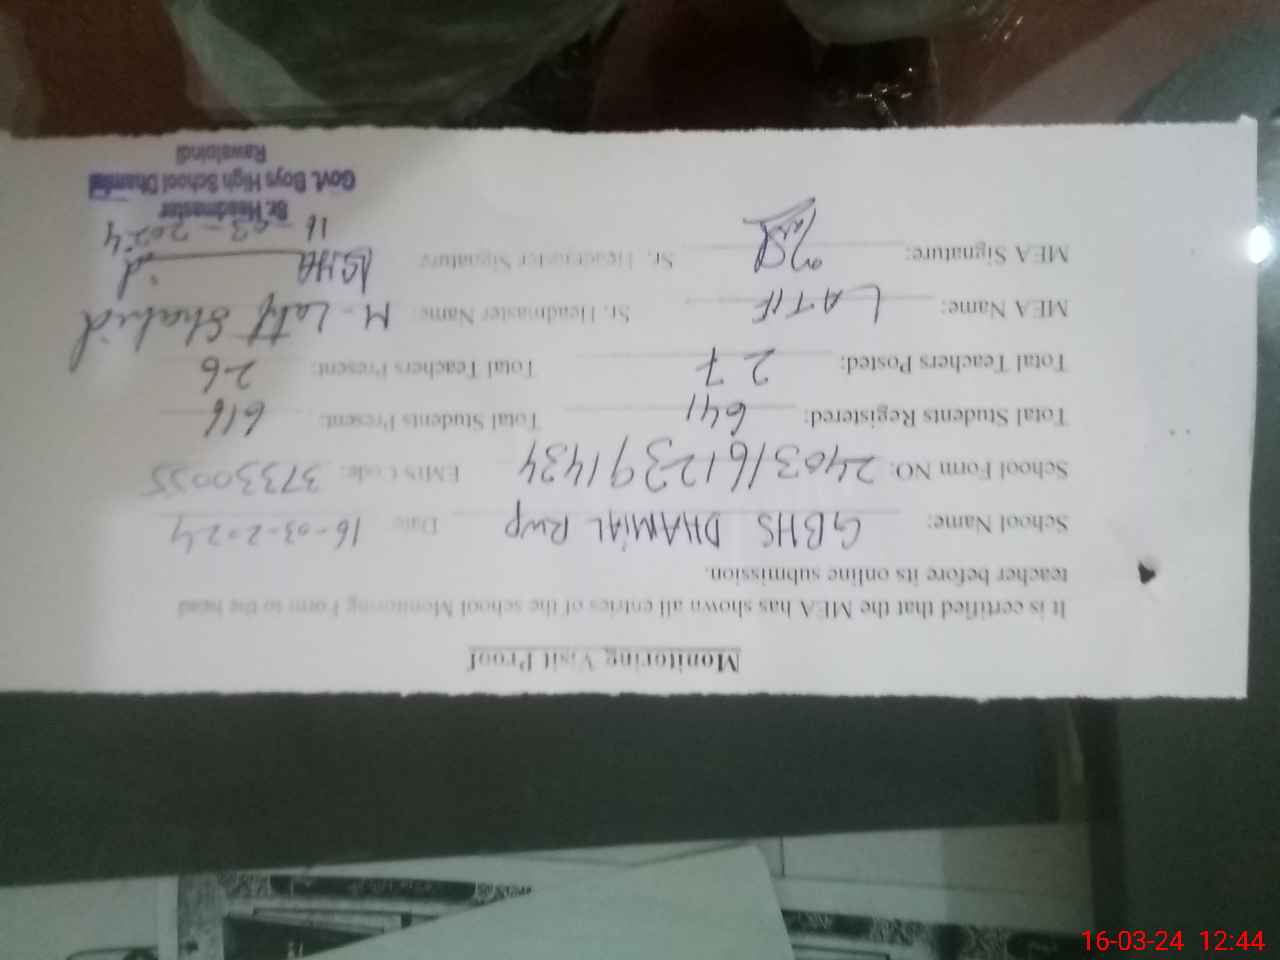 Monitoring Visit Proof
It is certified that the MEA has shown all entries of the school Monitoring Form to the head
teacher before its online submission.
School Name: GBHS DHAMIAL Rwp Date 16-03-2024
School Form NO: 24031612391434 EMIS Code: 37330055
Total Students Registered: 641 Total Students Present: 616
Total Teachers Posted: 27 Total Teachers Present: 26
MEA Name: LATIF Sr. Headmaster Name: M. Latif Shahid
MEA Signature: Sr. Headmaster Signature
16-03-2024
Sr. Headmaster
Govt. Boys High School Dhamial
Rawalpindi
16-03-24 12:44